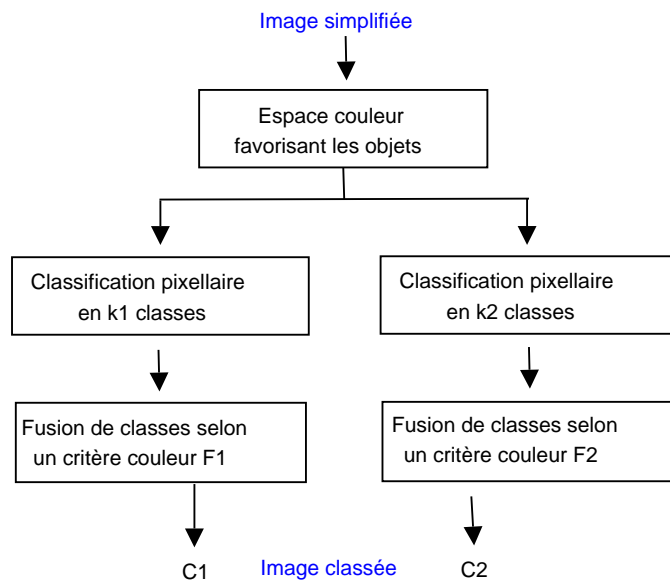 Image simplifiée
Espace couleur
favorisant les objets
Classification pixellaire
en k1 classes
Classification pixellaire
en k2 classes
Fusion de classes selon
un critère couleur F1
Fusion de classes selon
un critère couleur F2
C1
Image classée
C2